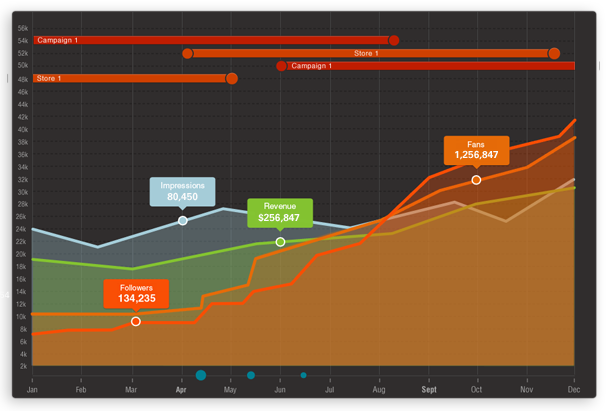 56k
54k
Campaign 1
52k
Store 1
50k
Campaign 1
48k
Store 1
46k
44k
42k
40k
38k
36k
34k
32k
30k
28k
26k
24k
22k
20k
18k
16k
14k
12k
10k
8k
6k
4k
2k
Fans
1,256,847
Impressions
80,450
Revenue
$256,847
Followers
134,235
Jan Feb Mar Apr May Jun Jul Aug Sept Oct Nov Dec